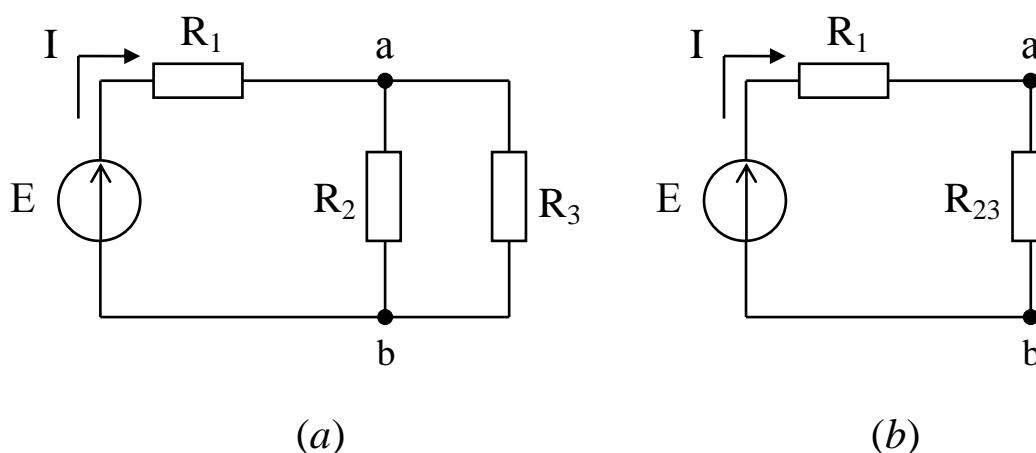 I R₁ a
E R₂ R₃
b
(a)
I R₁ a
E R₂₃
b
(b)